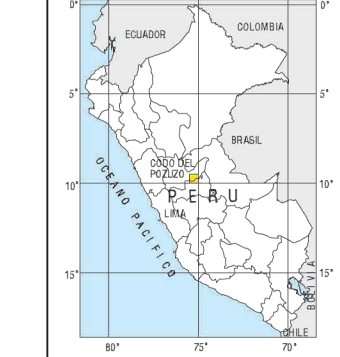 0°
0°
COLOMBIA
ECUADOR
5°
5°
BRASIL
CODO DEL
POZUZO
OCEANO PACIFICO
10°
10°
PERU
LIMA
BOLIVIA
15°
15°
CHILE
80°
75°
70°